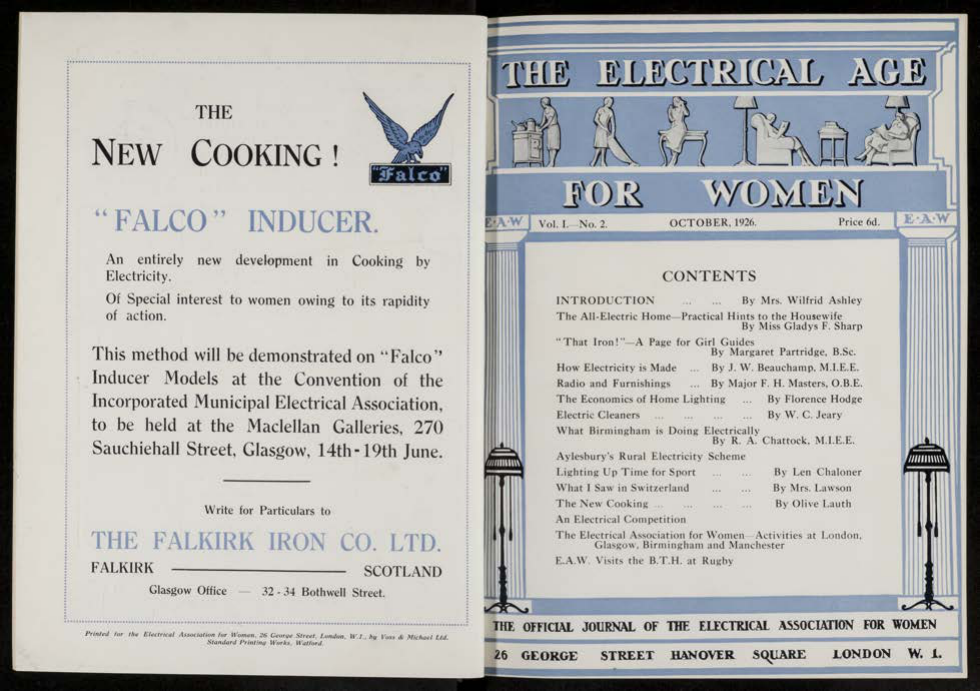 THE
NEW COOKING !
"Falco"
"FALCO" INDUCER.
An entirely new development in Cooking by
Electricity.
Of Special interest to women owing to its rapidity
of action.
This method will be demonstrated on "Falco"
Inducer Models at the Convention of the
Incorporated Municipal Electrical Association,
to be held at the Maclellan Galleries, 270
Sauchiehall Street, Glasgow, 14th-19th June.
Write for Particulars to
THE FALKIRK IRON CO. LTD.
FALKIRK — SCOTLAND
Glasgow Office — 32-34 Bothwell Street.
Printed for the Electrical Association for Women, 26 George Street, London, W.1., by Voss & Michael Ltd.
Standard Printing Works, Watford.
THE ELECTRICAL AGE
FOR WOMEN
E·A·W Vol. I.—No. 2. OCTOBER, 1926. Price 6d. E·A·W
CONTENTS
INTRODUCTION ... ... By Mrs. Wilfrid Ashley
The All-Electric Home—Practical Hints to the Housewife
By Miss Gladys F. Sharp
"That Iron!"—A Page for Girl Guides
By Margaret Partridge, B.Sc.
How Electricity is Made ... By J. W. Beauchamp, M.I.E.E.
Radio and Furnishings ... By Major F. H. Masters, O.B.E.
The Economics of Home Lighting ... By Florence Hodge
Electric Cleaners ... ... ... ... By W. C. Jeary
What Birmingham is Doing Electrically
By R. A. Chattock, M.I.E.E.
Aylesbury's Rural Electricity Scheme
Lighting Up Time for Sport ... ... By Len Chaloner
What I Saw in Switzerland ... ... By Mrs. Lawson
The New Cooking ... ... ... ... By Olive Lauth
An Electrical Competition
The Electrical Association for Women—Activities at London,
Glasgow, Birmingham and Manchester
E.A.W. Visits the B.T.H. at Rugby
THE OFFICIAL JOURNAL OF THE ELECTRICAL ASSOCIATION FOR WOMEN
26 GEORGE STREET HANOVER SQUARE LONDON W. 1.